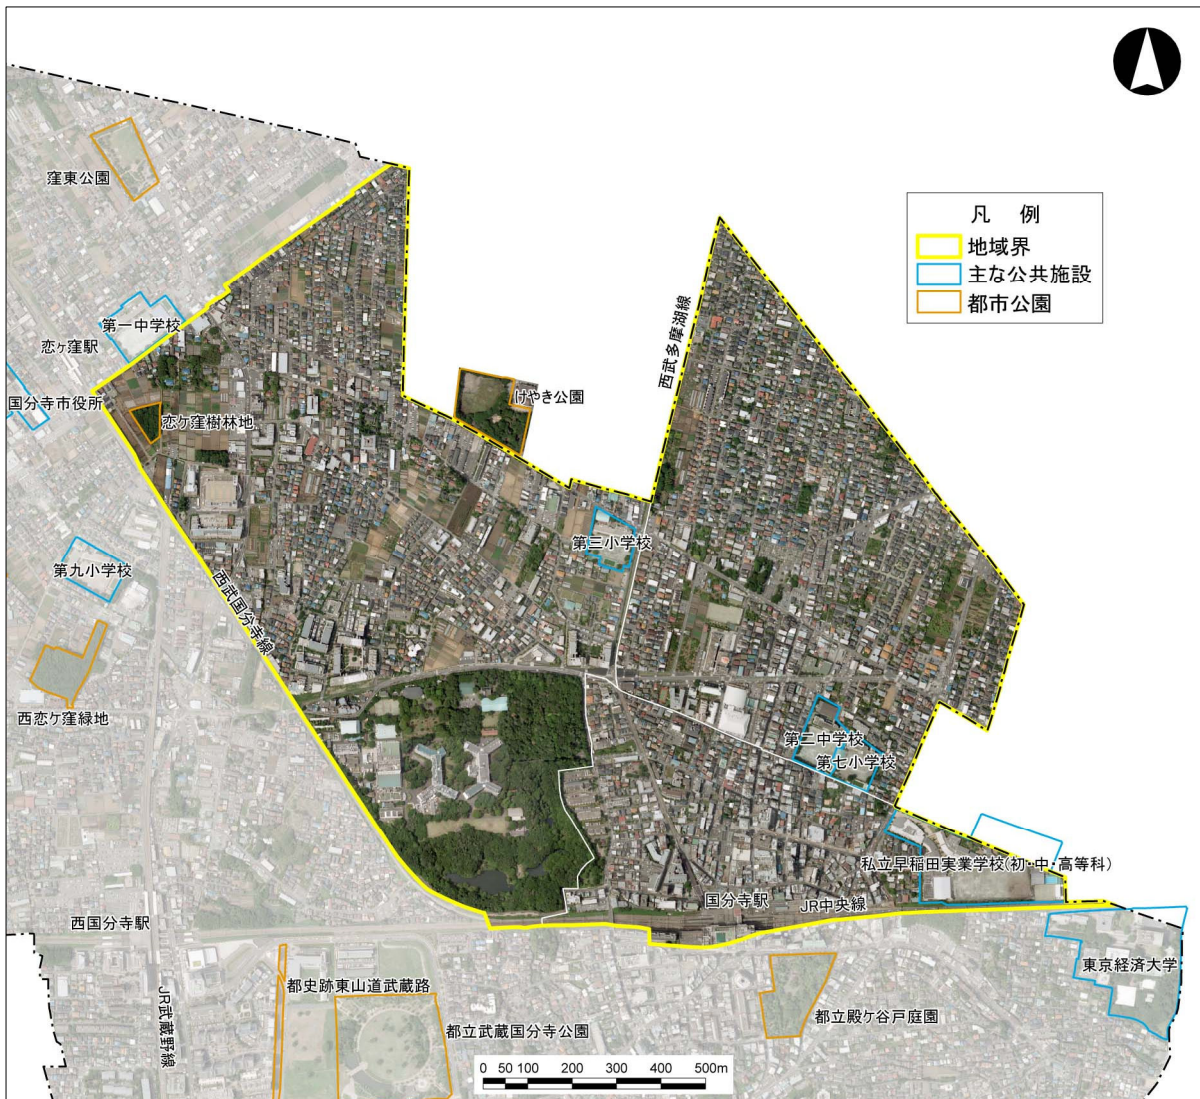 窪東公園
凡 例
地域界
主な公共施設
都市公園
西武多摩湖線
第一中学校
恋ヶ窪駅
国分寺市役所
けやき公園
恋ケ窪樹林地
第三小学校
第九小学校
西武国分寺線
西恋ケ窪緑地
第二中学校
第七小学校
私立早稲田実業学校(初・中・高等科)
国分寺駅
JR中央線
西国分寺駅
東京経済大学
都史跡東山道武蔵路
JR武蔵野線
都立武蔵国分寺公園
都立殿ケ谷戸庭園
0 50 100 200 300 400 500m